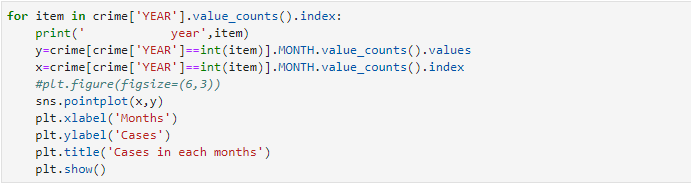 for item in crime['YEAR'].value_counts().index:
    print('            year',item)
    y=crime[crime['YEAR']==int(item)].MONTH.value_counts().values
    x=crime[crime['YEAR']==int(item)].MONTH.value_counts().index
    #plt.figure(figsize=(6,3))
    sns.pointplot(x,y)
    plt.xlabel('Months')
    plt.ylabel('Cases')
    plt.title('Cases in each months')
    plt.show()